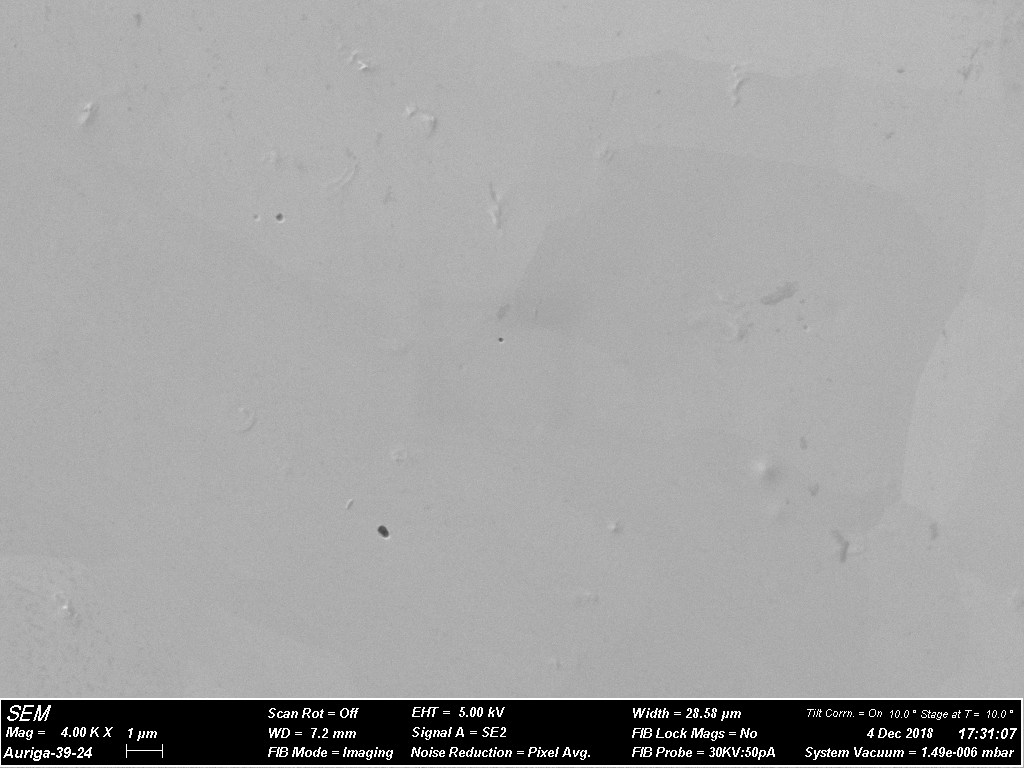 SEM Scan Rot = Off EHT = 5.00 kV Width = 28.58 µm Tilt Corrn. = On 10.0 ° Stage at T = 10.0 °
Mag = 4.00 K X 1 µm WD = 7.2 mm Signal A = SE2 FIB Lock Mags = No 4 Dec 2018 17:31:07
Auriga-39-24 FIB Mode = Imaging Noise Reduction = Pixel Avg. FIB Probe = 30KV:50pA System Vacuum = 1.49e-006 mbar